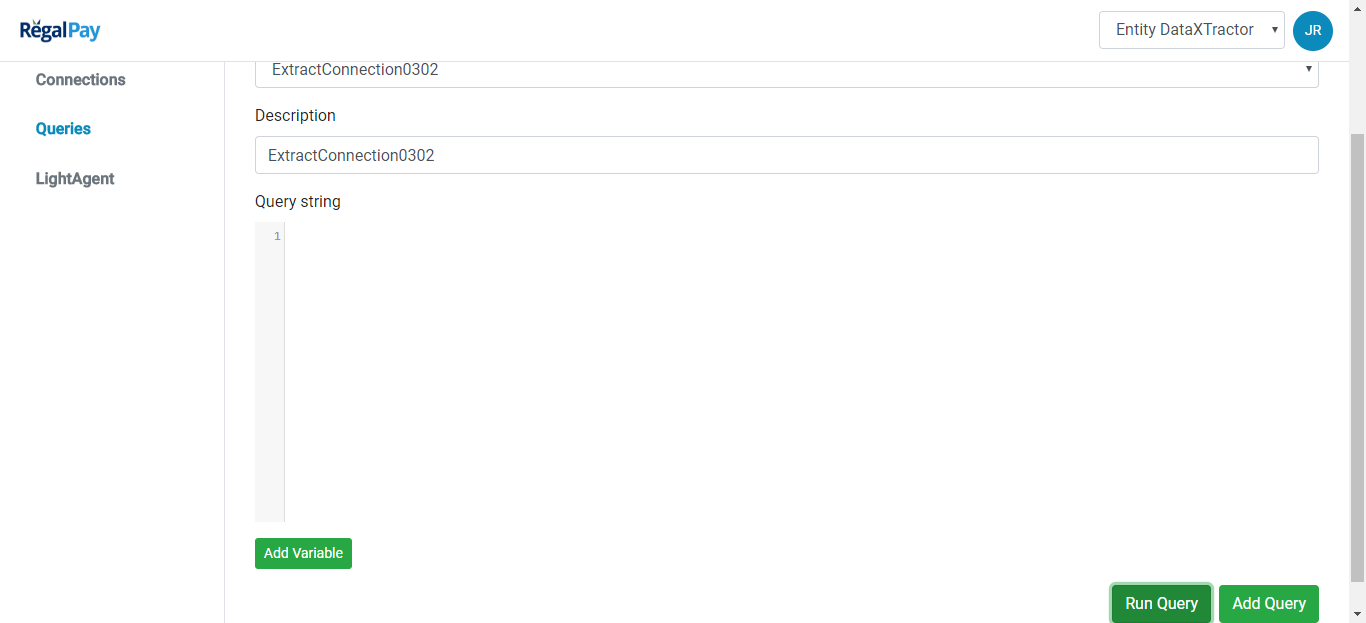 RegalPay
Entity DataXTractor
JR
Connections
Queries
LightAgent
ExtractConnection0302
Description
ExtractConnection0302
Query string
1
Add Variable
Run Query
Add Query